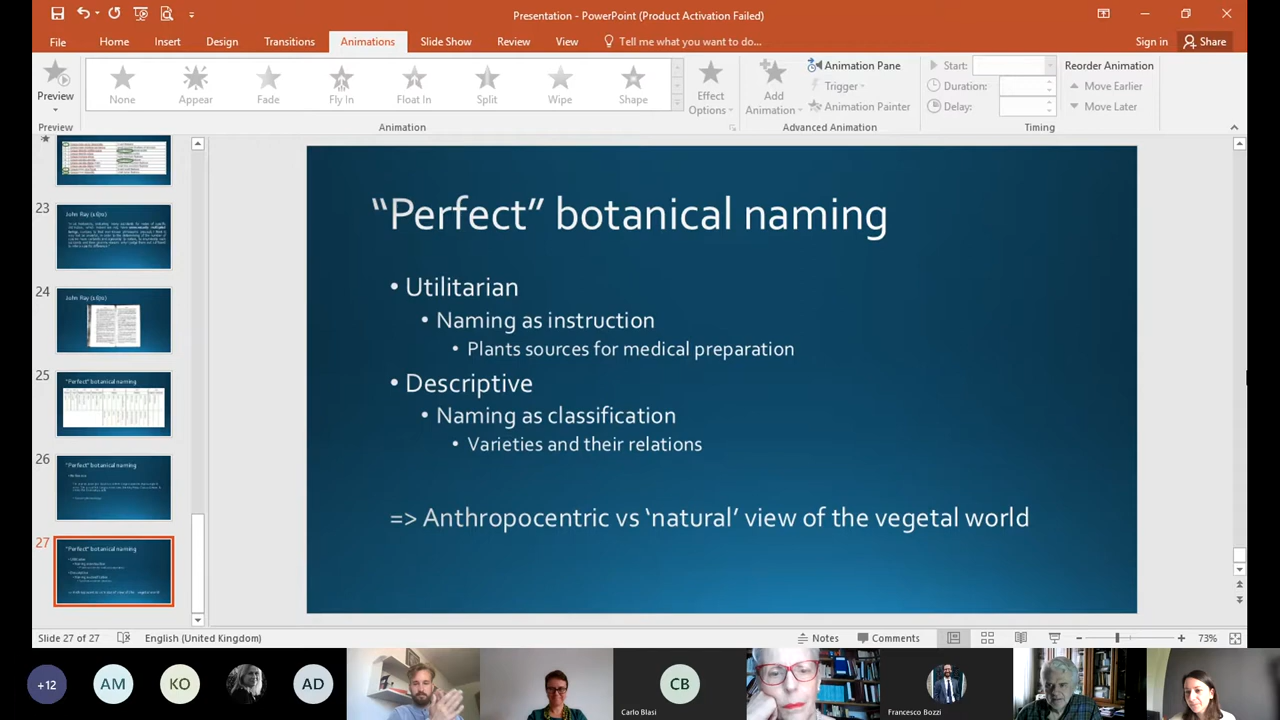 Presentation - PowerPoint (Product Activation Failed)
File Home Insert Design Transitions Animations Slide Show Review View Tell me what you want to do... Sign in Share
Preview
Preview
None Appear Fade Fly In Float In Split Wipe Shape
Animation
Effect Options
Add Animation
Animation Pane
Trigger
Animation Painter
Advanced Animation
Start:
Duration:
Delay:
Timing
Reorder Animation
Move Earlier
Move Later
23
John Ray
24
John Ray
25
"Perfect" botanical naming
26
"Perfect" botanical naming
27
"Perfect" botanical naming
“Perfect” botanical naming
• Utilitarian
• Naming as instruction
• Plants sources for medical preparation
• Descriptive
• Naming as classification
• Varieties and their relations
=> Anthropocentric vs ‘natural’ view of the vegetal world
Slide 27 of 27 English (United Kingdom) Notes Comments 73%
+12 AM KO AD CB
Carlo Blasi
Francesco Bozzi